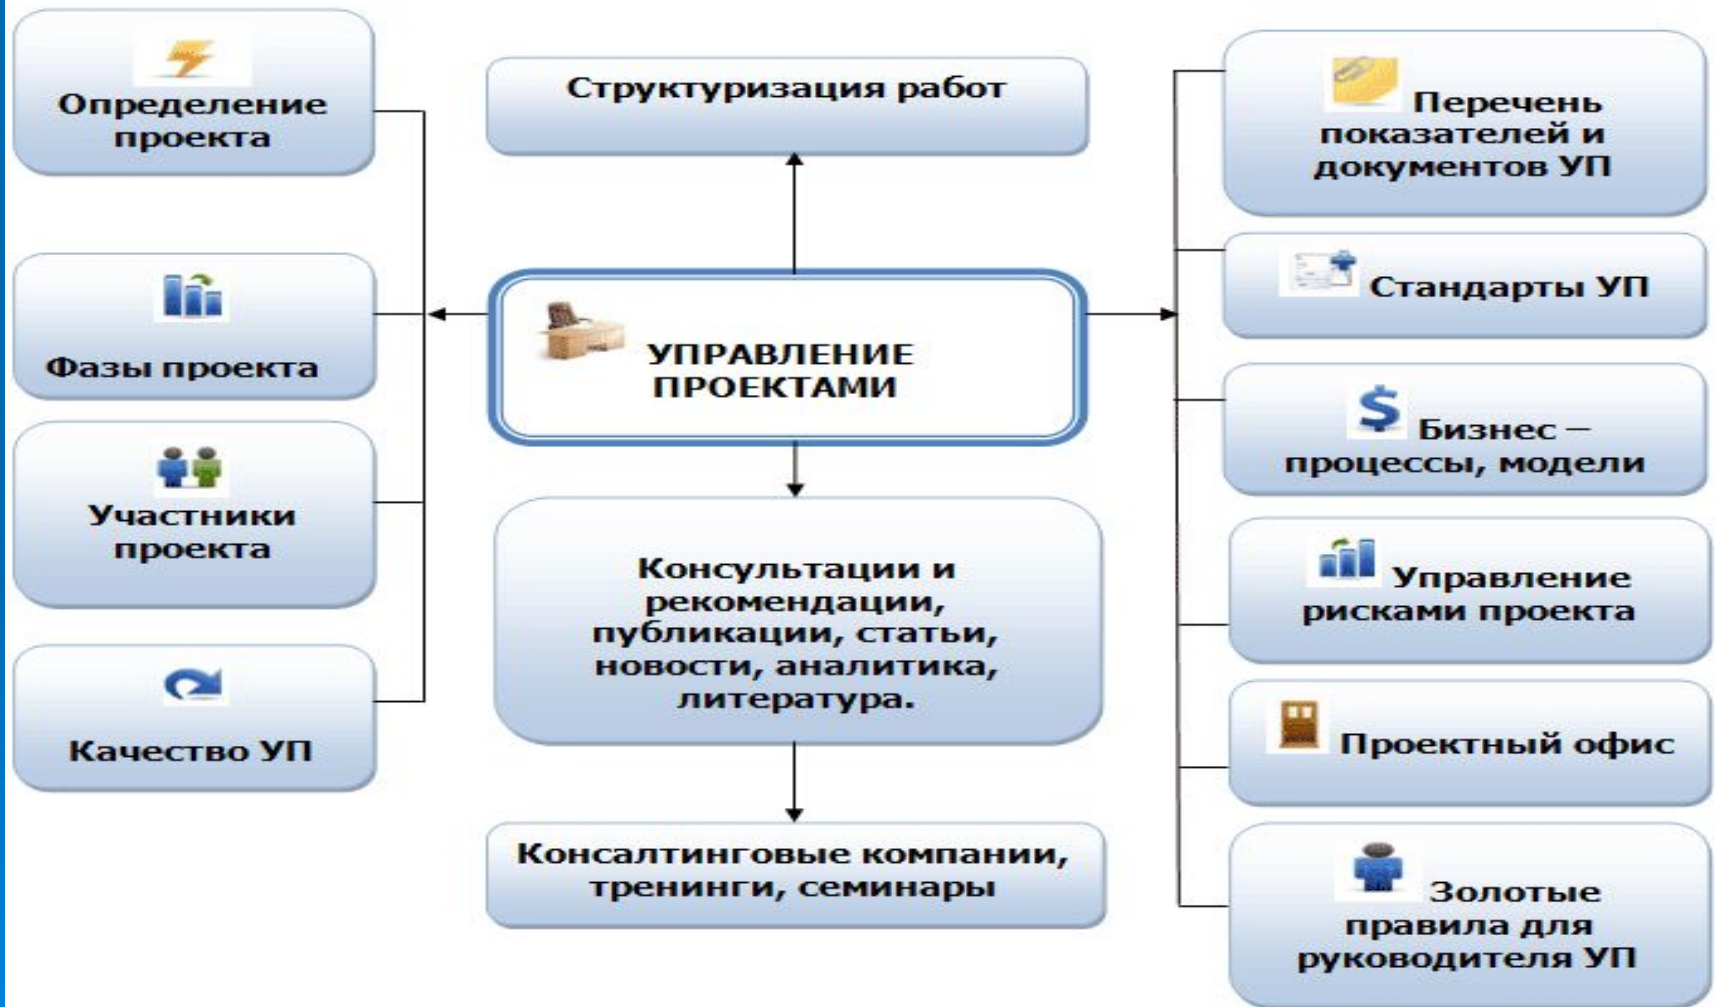 Определение
проекта
Фазы проекта
Участники
проекта
Качество УП
Структуризация работ
УПРАВЛЕНИЕ
ПРОЕКТАМИ
Консультации и
рекомендации,
публикации, статьи,
новости, аналитика,
литература.
Консалтинговые компании,
тренинги, семинары
Перечень
показателей и
документов УП
Стандарты УП
Бизнес –
процессы, модели
Управление
рисками проекта
Проектный офис
Золотые
правила для
руководителя УП